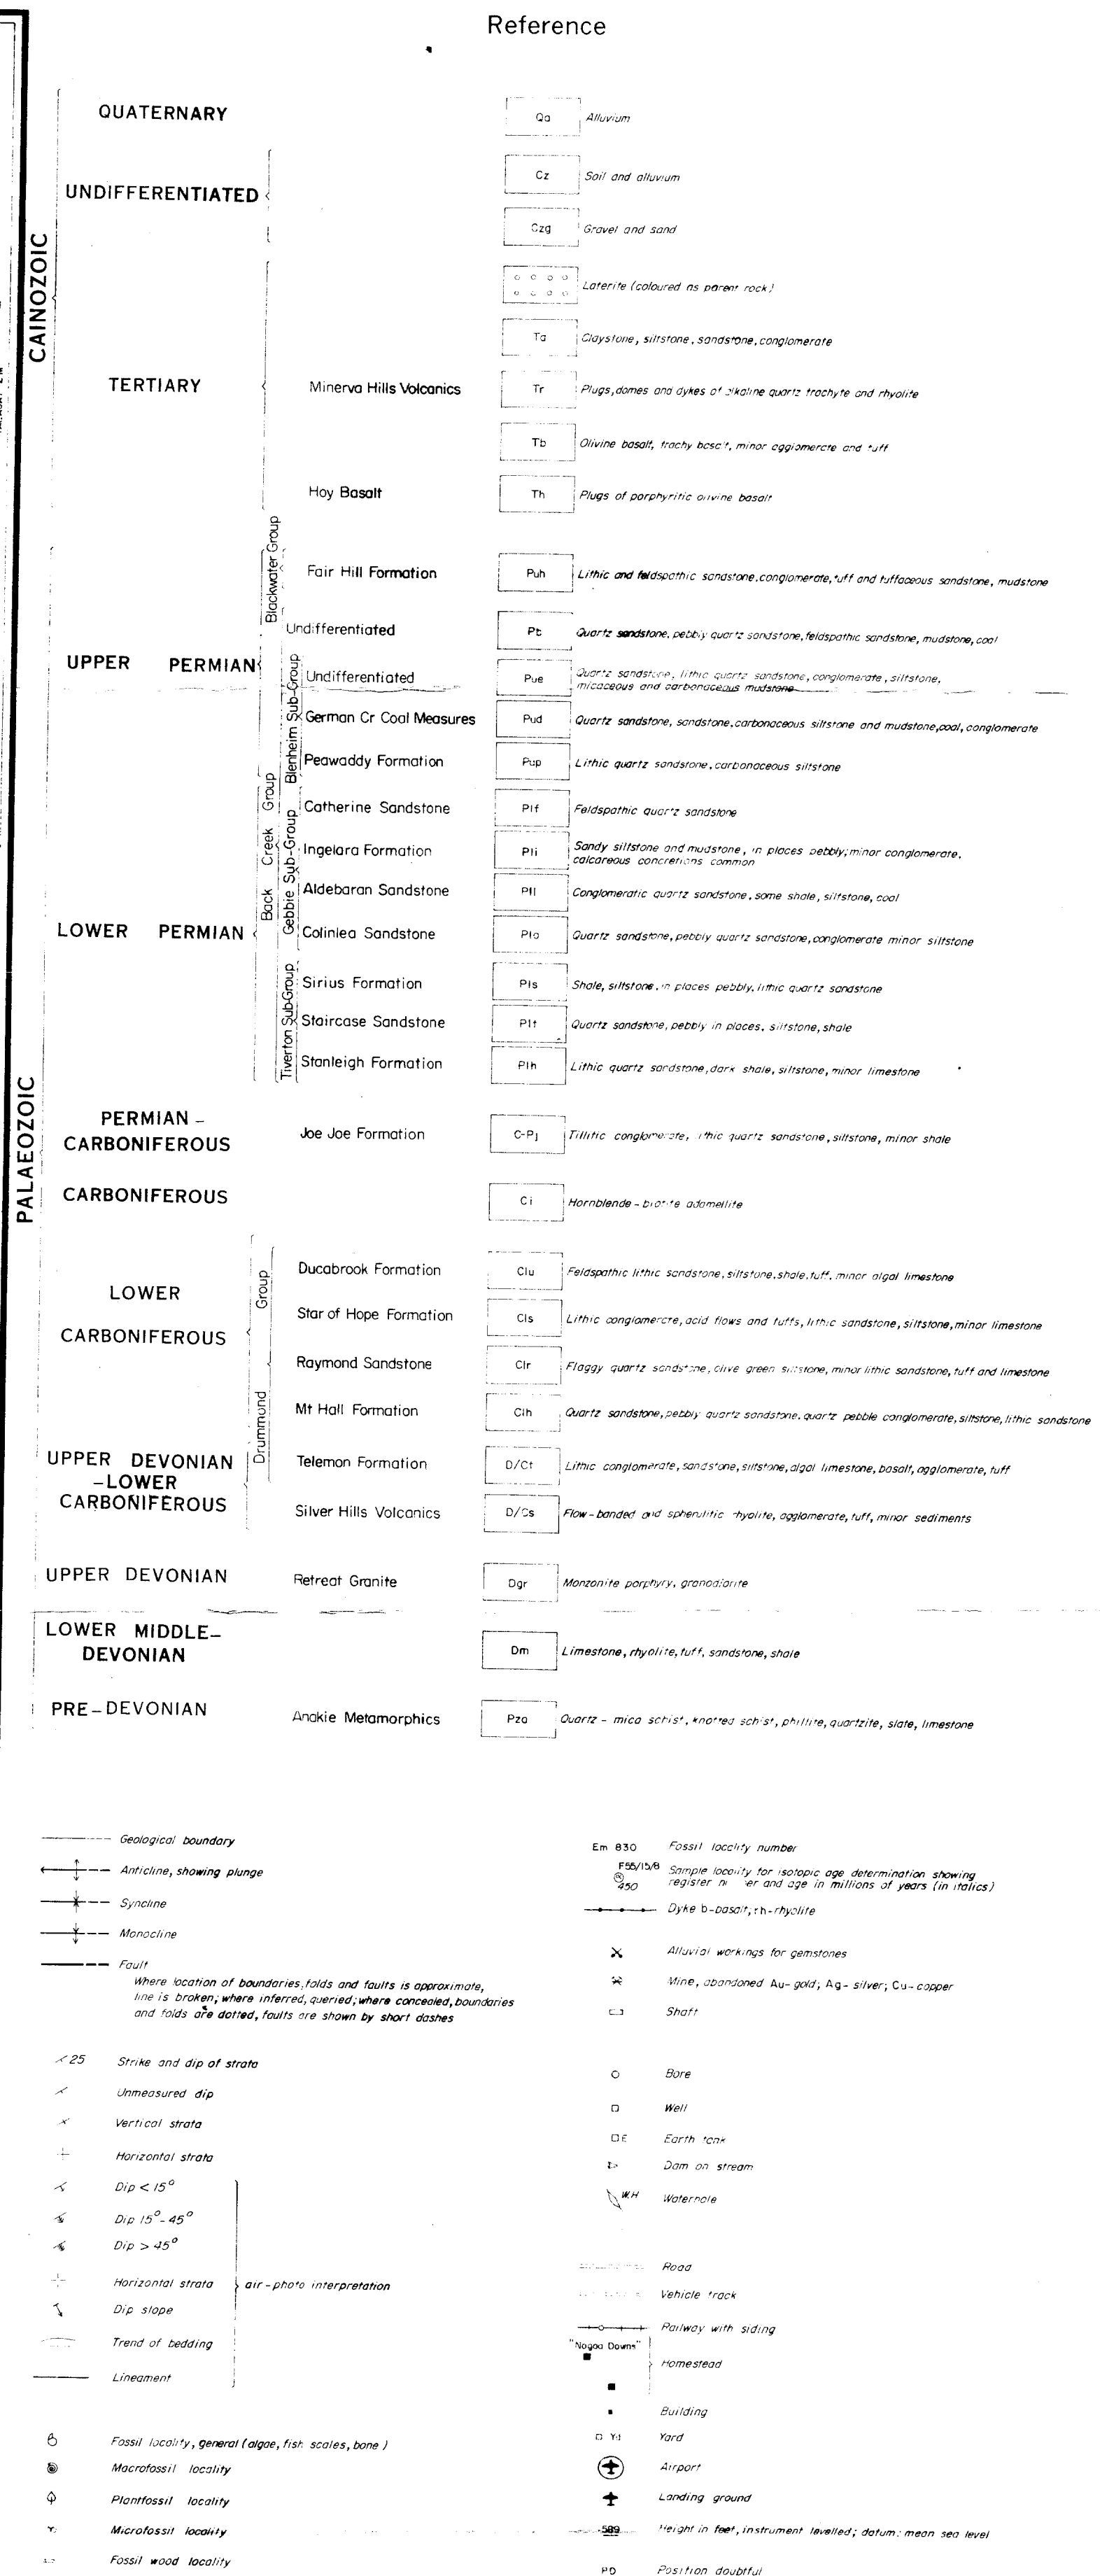 Reference
CAINOZOIC
QUATERNARY
Qa Alluvium
UNDIFFERENTIATED
Cz Soil and alluvium
Czg Gravel and sand
TERTIARY
Laterite (coloured as parent rock)
Ta Claystone, siltstone, sandstone, conglomerate
Minerva Hills Volcanics Tr Plugs, domes and dykes of alkaline quartz trachyte and rhyolite
Tb Olivine basalt, trachy basalt, minor agglomerate and tuff
Hoy Basalt Th Plugs of porphyritic olivine basalt
PALAEOZOIC
UPPER PERMIAN
Blackwater Group
Fair Hill Formation Puh Lithic and feldspathic sandstone, conglomerate, tuff and tuffaceous sandstone, mudstone
Undifferentiated Pt Quartz sandstone, pebbly quartz sandstone, feldspathic sandstone, mudstone, coal
Back Creek Group
Blenheim Sub-Group
Undifferentiated Pue Quartz sandstone, lithic quartz sandstone, conglomerate, siltstone,
micaceous and carbonaceous mudstone
German Cr Coal Measures Pud Quartz sandstone, sandstone, carbonaceous siltstone and mudstone, coal, conglomerate
Peawaddy Formation Pup Lithic quartz sandstone, carbonaceous siltstone
LOWER PERMIAN
Gebbie Sub-Group
Catherine Sandstone Plf Feldspathic quartz sandstone
Ingelara Formation Pli Sandy siltstone and mudstone, in places pebbly; minor conglomerate,
calcareous concretions common
Aldebaran Sandstone Pll Conglomeratic quartz sandstone, some shale, siltstone, coal
Colinlea Sandstone Plo Quartz sandstone, pebbly quartz sandstone, conglomerate minor siltstone
Tiverton Sub-Group
Sirius Formation Pls Shale, siltstone, in places pebbly, lithic quartz sandstone
Staircase Sandstone Plt Quartz sandstone, pebbly in places, siltstone, shale
Stanleigh Formation Plh Lithic quartz sandstone, dark shale, siltstone, minor limestone
PERMIAN –
CARBONIFEROUS
Joe Joe Formation C-Pj Tillitic conglomerate, lithic quartz sandstone, siltstone, minor shale
CARBONIFEROUS
Ci Hornblende – biotite adamellite
LOWER
CARBONIFEROUS
Drummond Group
Ducabrook Formation Clu Feldspathic lithic sandstone, siltstone, shale, tuff, minor algal limestone
Star of Hope Formation Cls Lithic conglomerate, acid flows and tuffs, lithic sandstone, siltstone, minor limestone
Raymond Sandstone Clr Flaggy quartz sandstone, olive green siltstone, minor lithic sandstone, tuff and limestone
Mt Hall Formation Clh Quartz sandstone, pebbly quartz sandstone, quartz pebble conglomerate, siltstone, lithic sandstone
UPPER DEVONIAN
–LOWER
CARBONIFEROUS
Telemon Formation D/Ct Lithic conglomerate, sandstone, siltstone, algal limestone, basalt, agglomerate, tuff
Silver Hills Volcanics D/Cs Flow-banded and spherulitic rhyolite, agglomerate, tuff, minor sediments
UPPER DEVONIAN
Retreat Granite Dgr Monzonite porphyry, granodiorite
LOWER MIDDLE–
DEVONIAN
Dm Limestone, rhyolite, tuff, sandstone, shale
PRE–DEVONIAN
Anakie Metamorphics Pza Quartz – mica schist, knotted schist, phyllite, quartzite, slate, limestone
Geological boundary
Anticline, showing plunge
Syncline
Monocline
Fault
Where location of boundaries, folds and faults is approximate,
line is broken; where inferred, queried; where concealed, boundaries
and folds are dotted, faults are shown by short dashes
25 Strike and dip of strata
Unmeasured dip
Vertical strata
Horizontal strata
Dip < 15°
Dip 15°-45°
Dip > 45°
Horizontal strata
air-photo interpretation
Dip slope
Trend of bedding
Lineament
Fossil locality, general (algae, fish scales, bone)
Macrofossil locality
Plantfossil locality
Microfossil locality
Fossil wood locality
Em 830 Fossil locality number
F55/15/8
450
Sample locality for isotopic age determination showing
register and age in millions of years (in italics)
Dyke b-basalt, rh-rhyolite
Alluvial workings for gemstones
Mine, abandoned Au-gold; Ag-silver; Cu-copper
Shaft
Bore
Well
E Earth tank
Dam on stream
W.H Waterhole
Road
Vehicle track
Railway with siding
"Nogoa Downs"
Homestead
Building
Yd Yard
Airport
Landing ground
589 Height in feet, instrument levelled; datum: mean sea level
PD Position doubtful